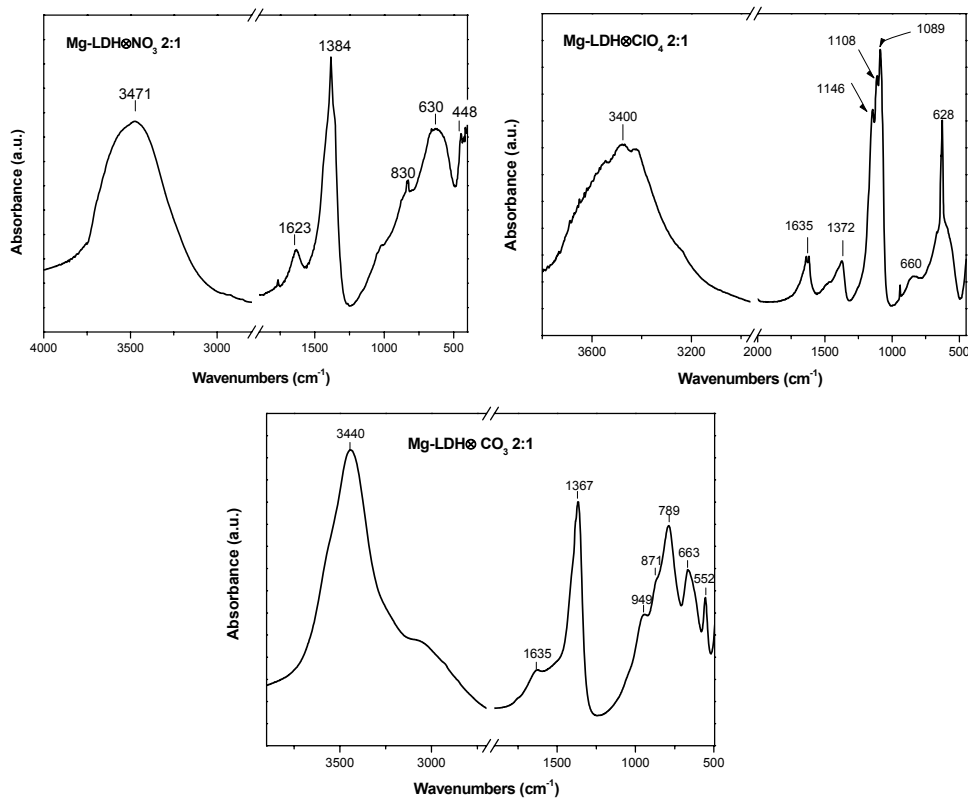 Mg-LDH⊗NO3 2:1
1384
3471
630
448
830
1623
Absorbance (a.u.)
4000 3500 3000 1500 1000 500
Wavenumbers (cm-1)
Mg-LDH⊗ClO4 2:1
1089
1108
1146
3400
628
1635
1372
660
Absorbance (a.u.)
3600 3200 2000 1500 1000 500
Wavenumbers (cm-1)
Mg-LDH⊗ CO3 2:1
3440
1367
789
871
663
552
949
1635
Absorbance (a.u.)
3500 3000 1500 1000 500
Wavenumbers (cm-1)